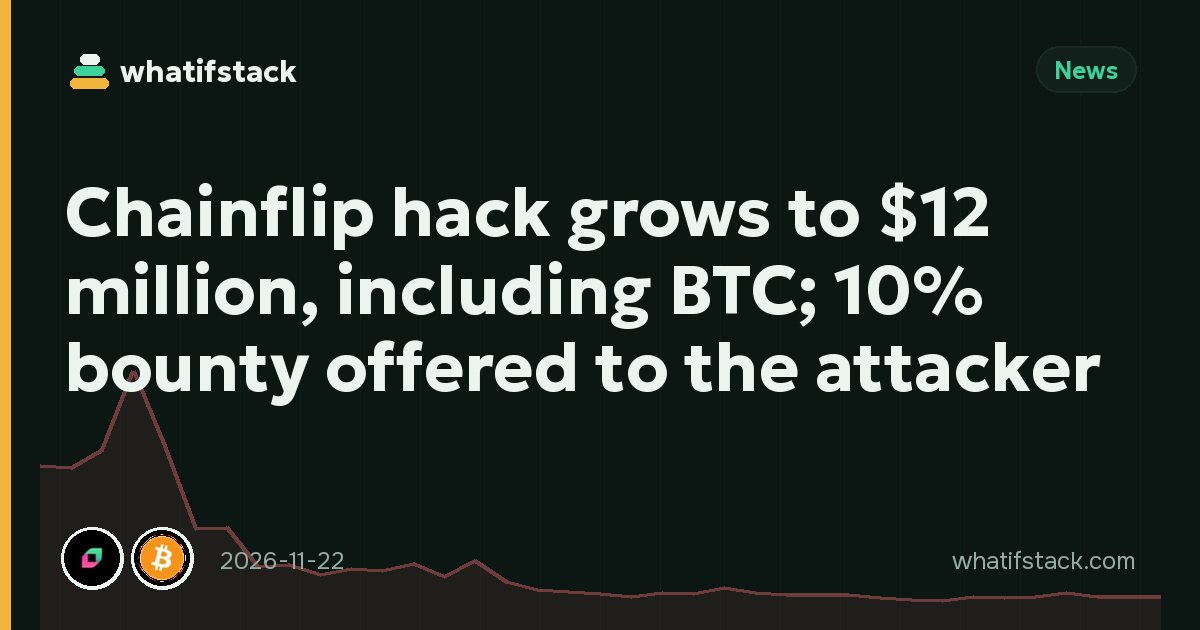 whatifstack
News
Chainflip hack grows to $12
million, including BTC; 10%
bounty offered to the attacker
2026-11-22
whatifstack.com